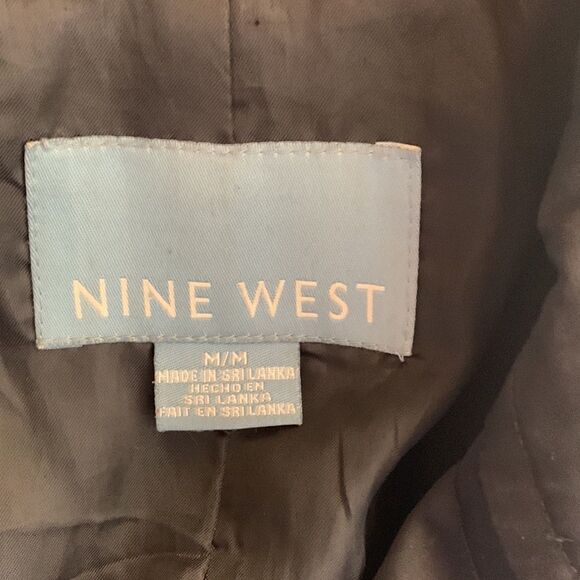 NINE WEST
M/M
MADE IN SRI LANKA
HECHO EN
SRI LANKA
FAIT EN SRI LANKA